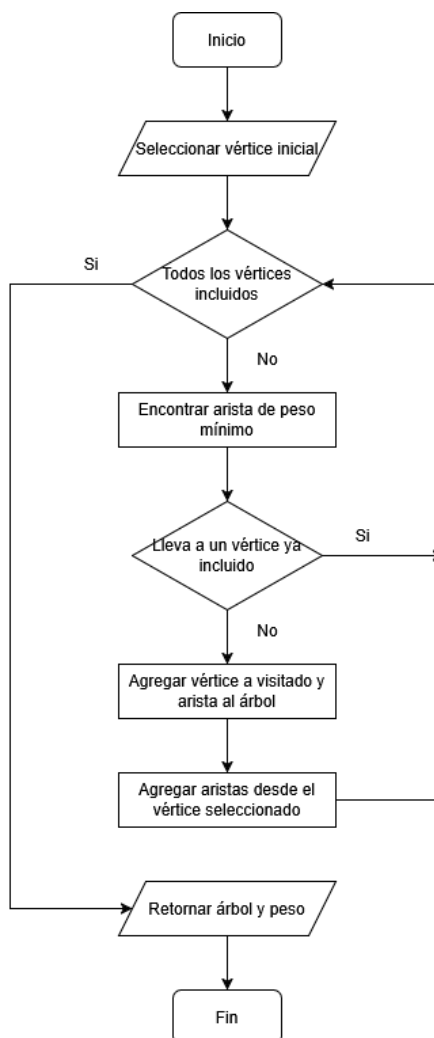 Inicio
Seleccionar vértice inicial
Si
Todos los vértices
incluidos
No
Encontrar arista de peso
mínimo
Lleva a un vértice ya
incluido
Si
No
Agregar vértice a visitado y
arista al árbol
Agregar aristas desde el
vértice seleccionado
Retornar árbol y peso
Fin